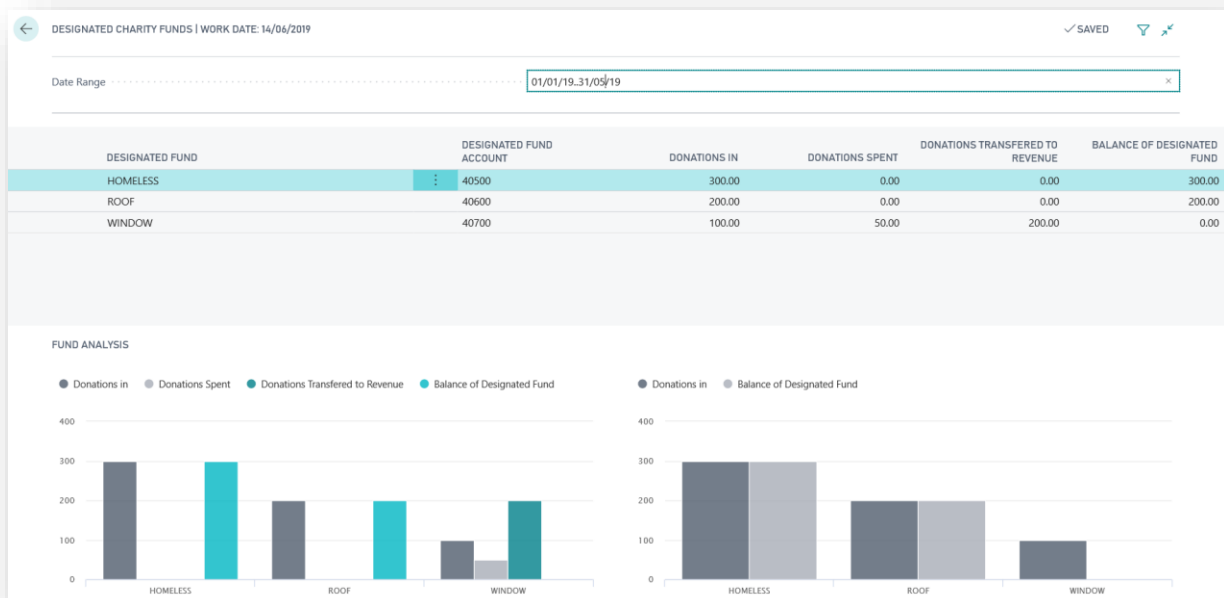 DESIGNATED CHARITY FUNDS | WORK DATE: 14/06/2019
SAVED
Date Range
01/01/19..31/05/19
DESIGNATED FUND
DESIGNATED FUND ACCOUNT
DONATIONS IN
DONATIONS SPENT
DONATIONS TRANSFERED TO REVENUE
BALANCE OF DESIGNATED FUND
HOMELESS 40500 300.00 0.00 0.00 300.00
ROOF 40600 200.00 0.00 0.00 200.00
WINDOW 40700 100.00 50.00 200.00 0.00
FUND ANALYSIS
Donations in Donations Spent Donations Transfered to Revenue Balance of Designated Fund
400
300
200
100
0
HOMELESS ROOF WINDOW
Donations in Balance of Designated Fund
400
300
200
100
0
HOMELESS ROOF WINDOW